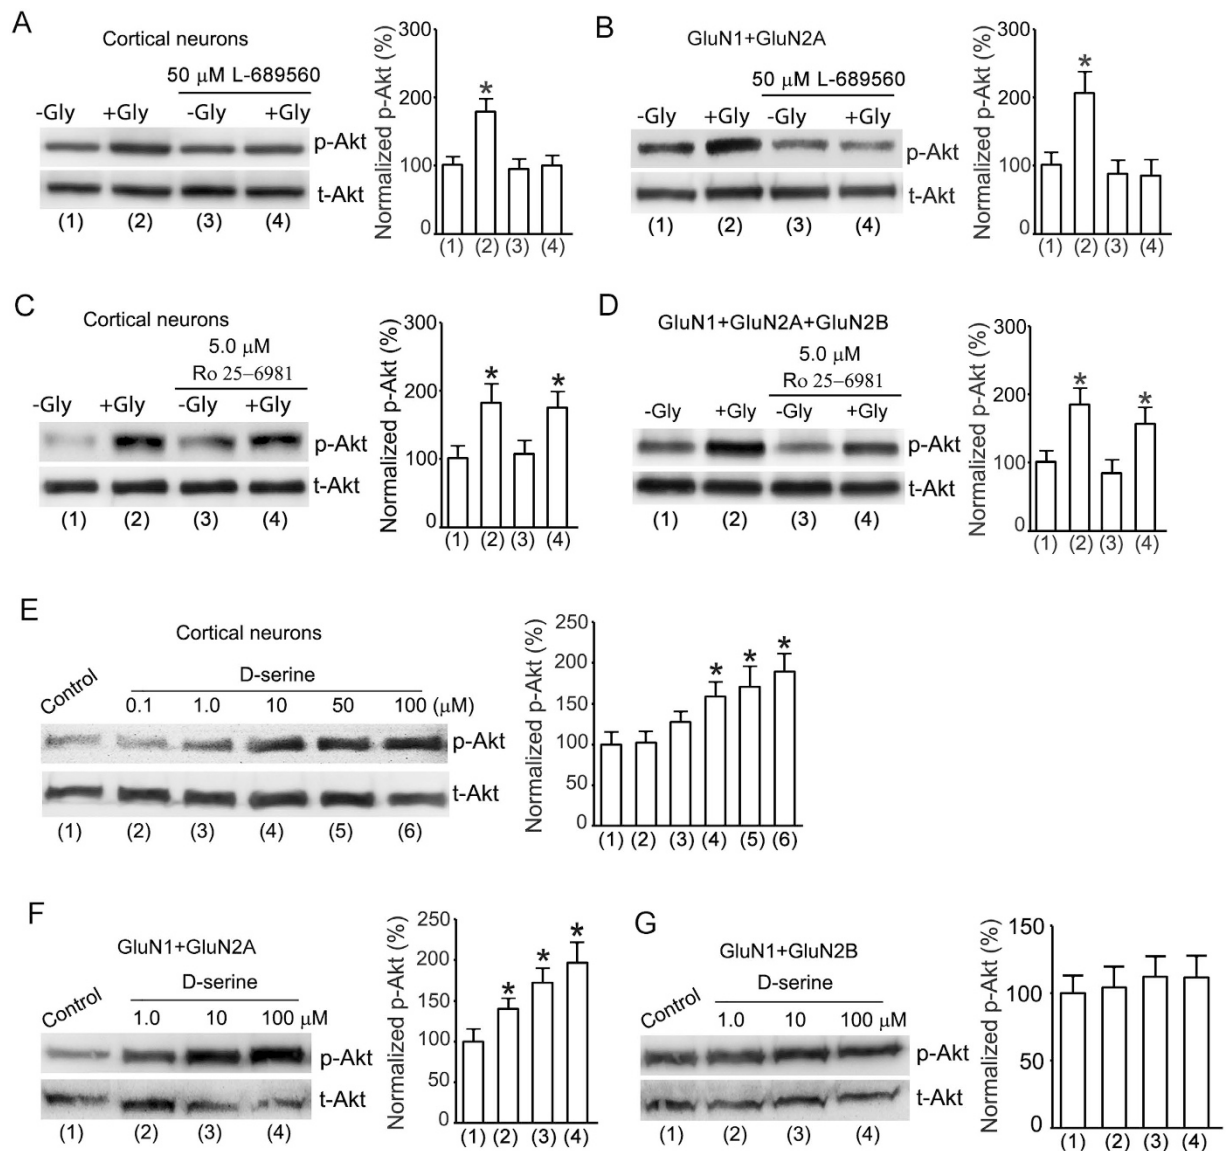 A
Cortical neurons
50 μM L-689560
-Gly +Gly -Gly +Gly
p-Akt
t-Akt
(1) (2) (3) (4)
Normalized p-Akt (%)
300
200
100
0
*
(1) (2) (3) (4)
B
GluN1+GluN2A
50 μM L-689560
-Gly +Gly -Gly +Gly
p-Akt
t-Akt
(1) (2) (3) (4)
Normalized p-Akt (%)
300
200
100
0
*
(1) (2) (3) (4)
C
Cortical neurons
5.0 μM
Ro 25–6981
-Gly +Gly -Gly +Gly
p-Akt
t-Akt
(1) (2) (3) (4)
Normalized p-Akt (%)
300
200
100
0
* *
(1) (2) (3) (4)
D
GluN1+GluN2A+GluN2B
5.0 μM
Ro 25–6981
-Gly +Gly -Gly +Gly
p-Akt
t-Akt
(1) (2) (3) (4)
Normalized p-Akt (%)
300
200
100
0
* *
(1) (2) (3) (4)
E
Cortical neurons
Control
D-serine
0.1 1.0 10 50 100 (μM)
p-Akt
t-Akt
(1) (2) (3) (4) (5) (6)
Normalized p-Akt (%)
250
200
150
100
50
0
* * *
(1) (2) (3) (4) (5) (6)
F
GluN1+GluN2A
Control
D-serine
1.0 10 100 μM
p-Akt
t-Akt
(1) (2) (3) (4)
Normalized p-Akt (%)
250
200
150
100
50
0
* * *
(1) (2) (3) (4)
G
GluN1+GluN2B
Control
D-serine
1.0 10 100 μM
p-Akt
t-Akt
(1) (2) (3) (4)
Normalized p-Akt (%)
150
100
50
0
(1) (2) (3) (4)